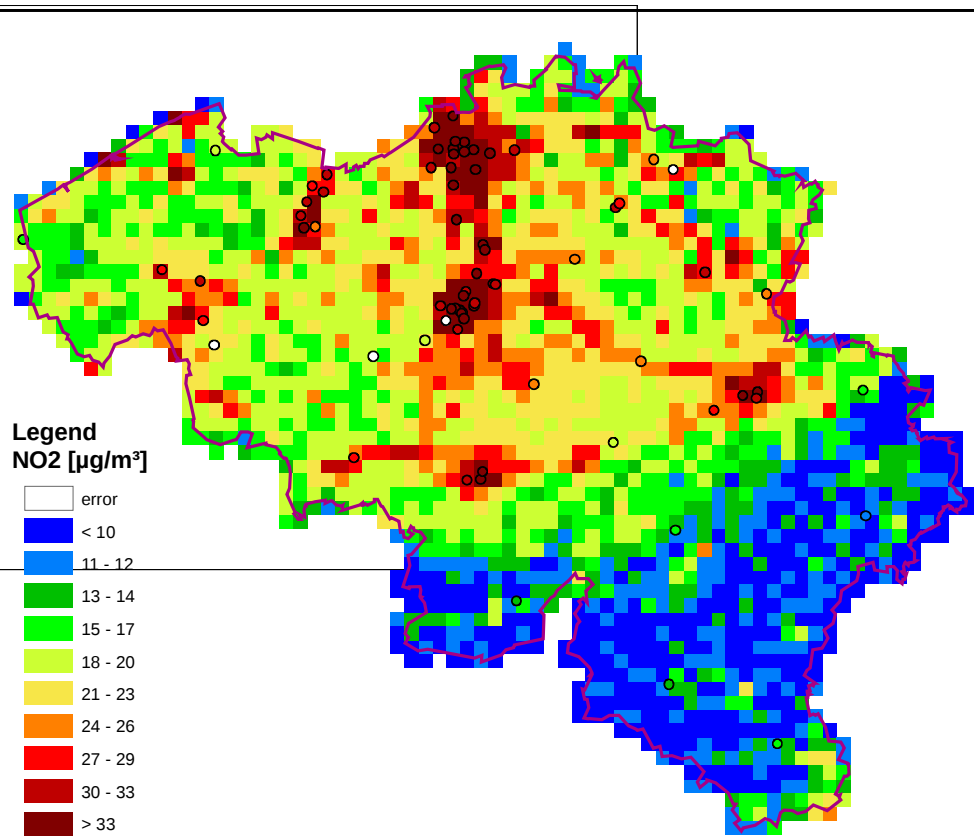 Legend
NO2 [µg/m³]
error
< 10
11 - 12
13 - 14
15 - 17
18 - 20
21 - 23
24 - 26
27 - 29
30 - 33
> 33